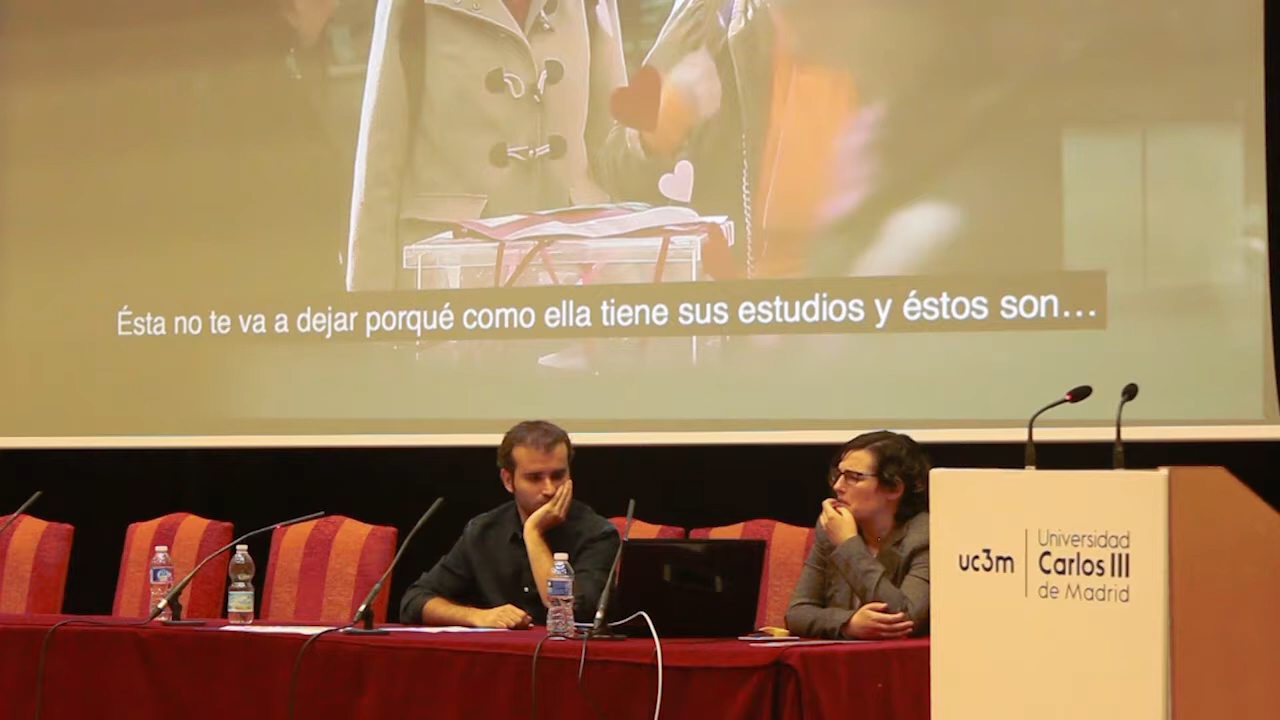 Ésta no te va a dejar porqué como ella tiene sus estudios y éstos son...
uc3m
Universidad
Carlos III
de Madrid